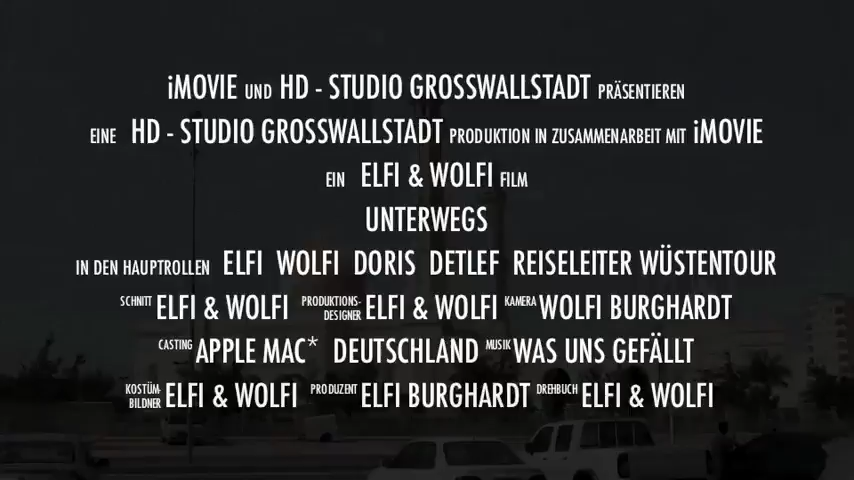 iMOVIE UND HD - STUDIO GROSSWALLSTADT PRÄSENTIEREN
EINE HD - STUDIO GROSSWALLSTADT PRODUKTION IN ZUSAMMENARBEIT MIT iMOVIE
EIN ELFI & WOLFI FILM
UNTERWEGS
IN DEN HAUPTROLLEN ELFI WOLFI DORIS DETLEF REISELEITER WÜSTENTOUR
SCHNITT ELFI & WOLFI PRODUKTIONS-DESIGNER ELFI & WOLFI KAMERA WOLFI BURGHARDT
CASTING APPLE MAC* DEUTSCHLAND MUSIK WAS UNS GEFÄLLT
KOSTÜM-BILDNER ELFI & WOLFI PRODUZENT ELFI BURGHARDT DREHBUCH ELFI & WOLFI